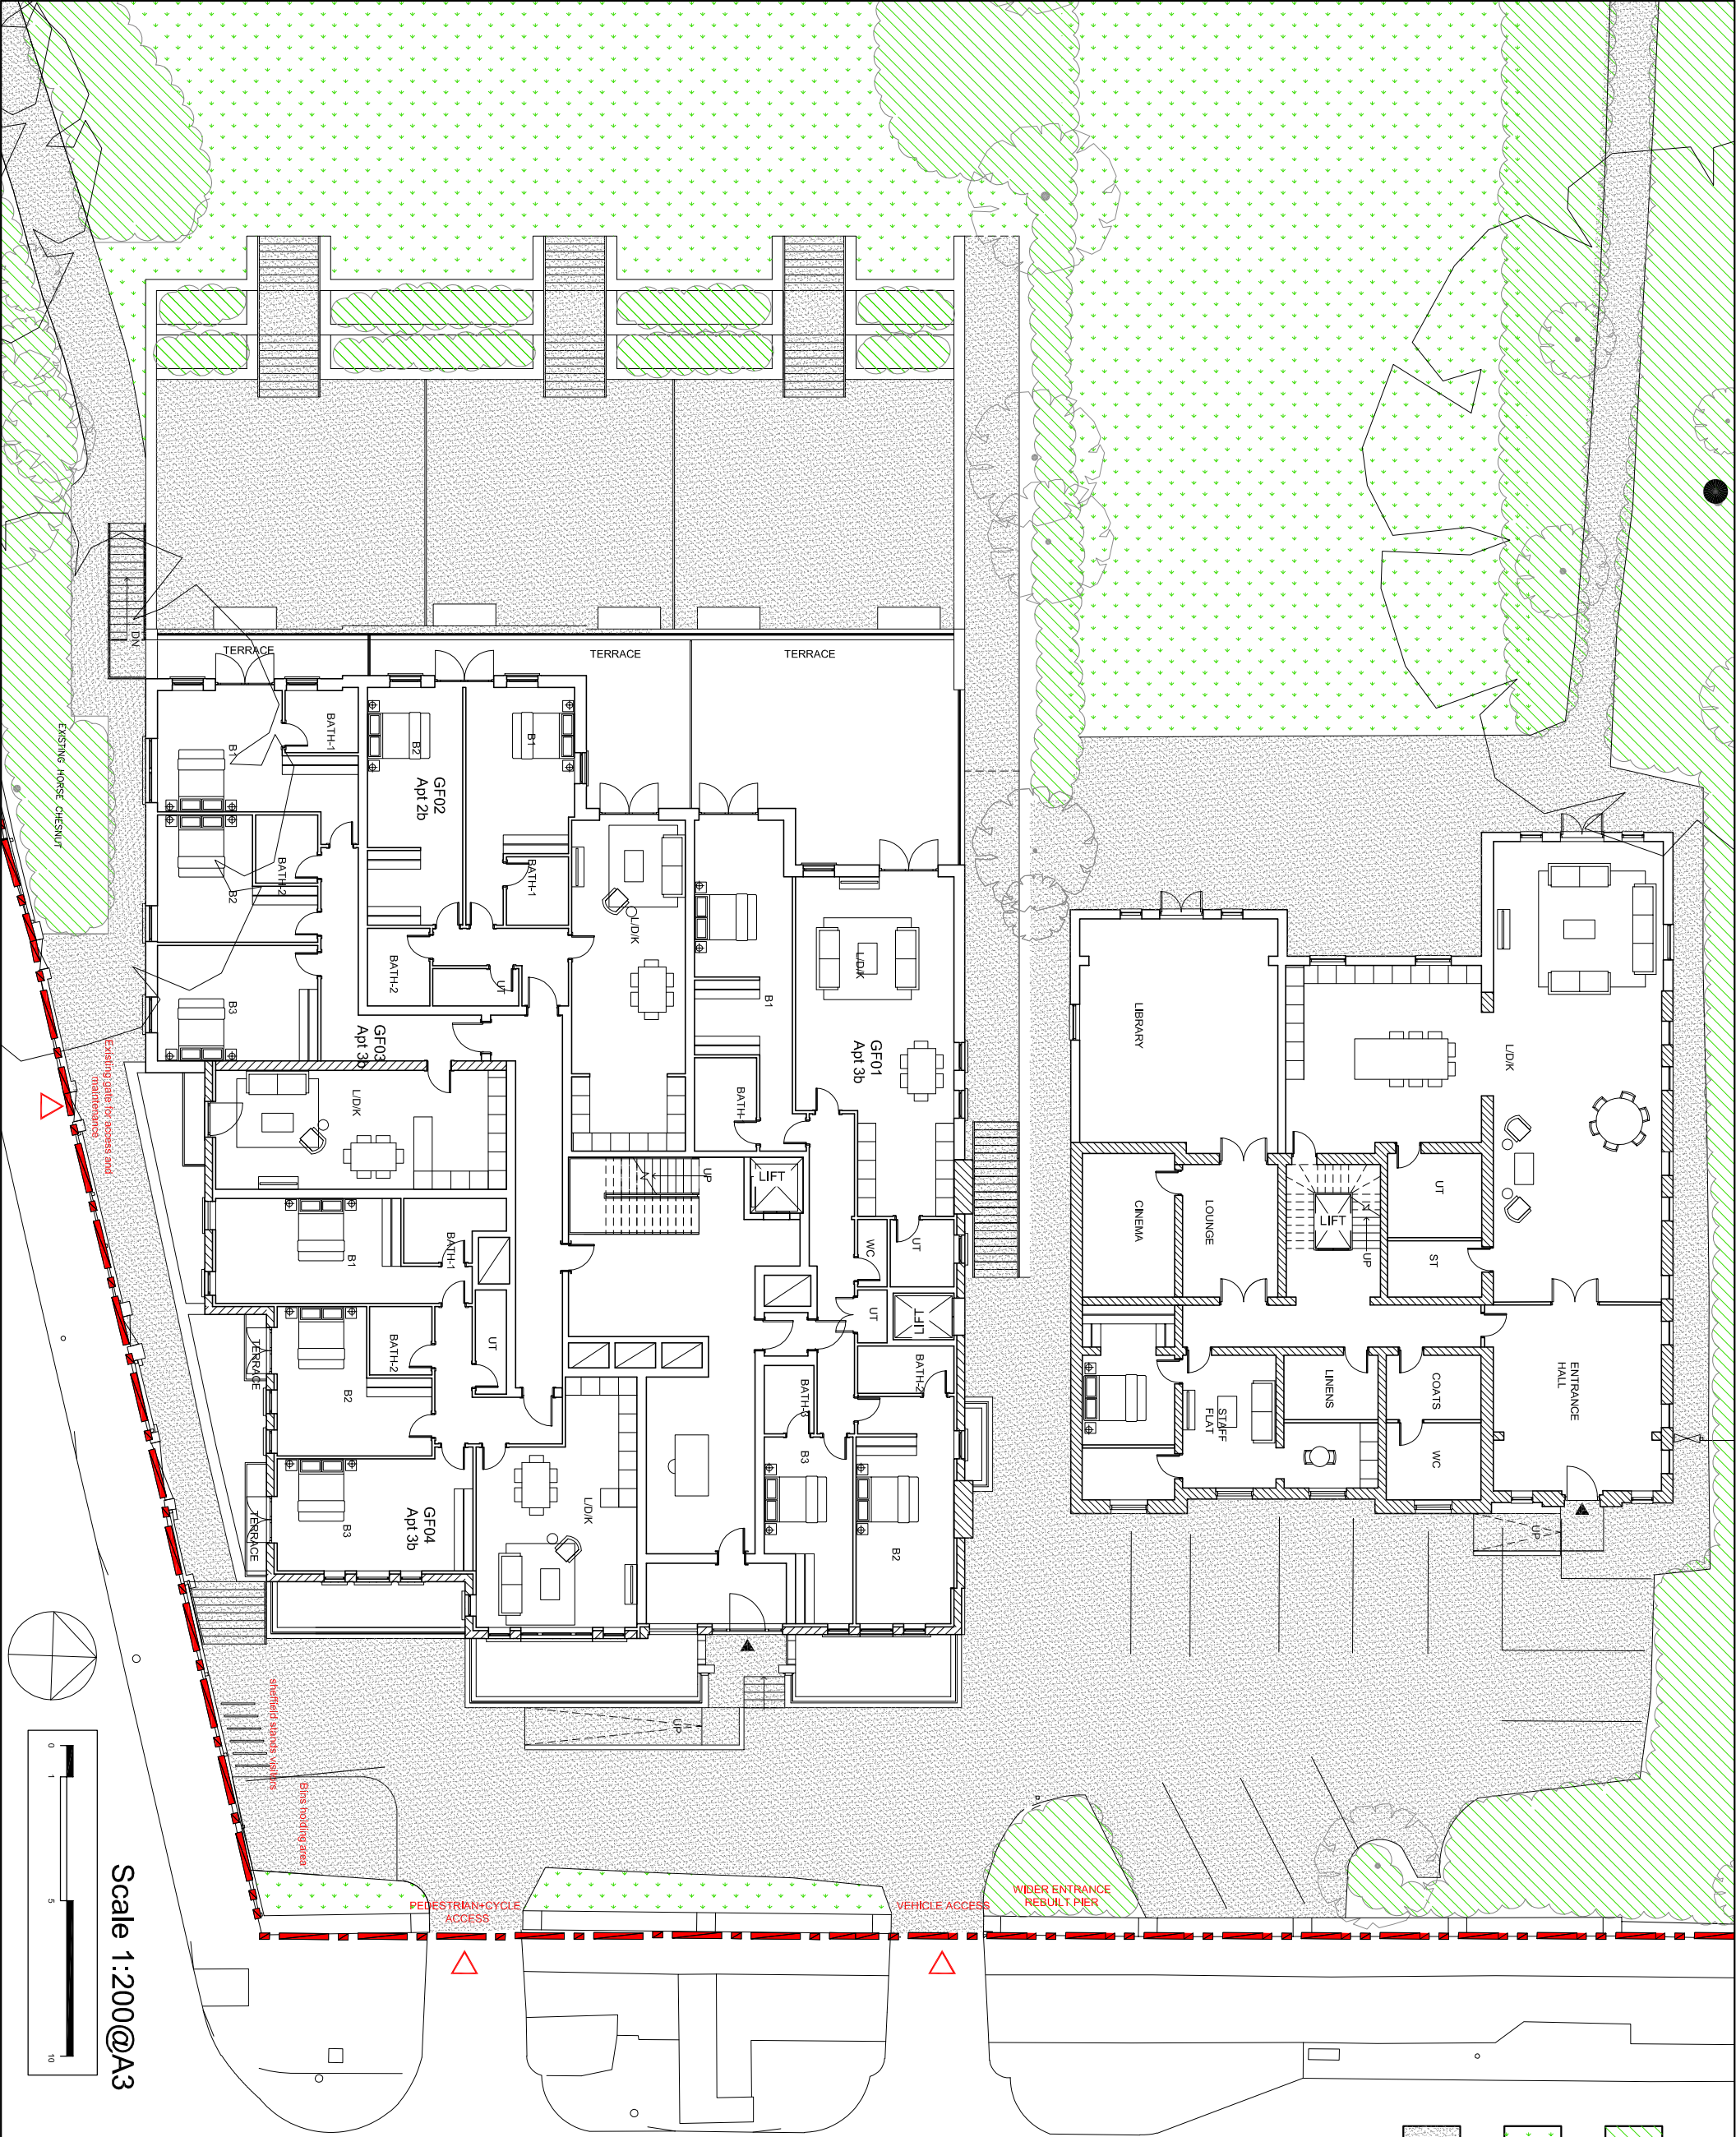 TERRACE
TERRACE
TERRACE
DN
EXISTING HORSE CHESNUT
B1
BATH-1
B2
BATH-2
B3
GF03
Apt 3b
B2
GF02
Apt 2b
B1
BATH-1
BATH-2
UT
L/D/K
B1
L/D/K
GF01
Apt 3b
BATH-
L/D/K
UP
LIFT
WC
UT
UT
LIFT
BATH-2
BATH-3
B3
B2
B1
BATH-1
UT
BATH-2
B2
TERRACE
TERRACE
B3
GF04
Apt 3b
L/D/K
UP
LIBRARY
L/D/K
CINEMA
LOUNGE
LIFT
UP
UT
ST
ENTRANCE
HALL
COATS
LINENS
STAFF
FLAT
WC
UP
Existing gate for access and
maintenance
sheffield stands visitors
Bins holding area
PEDESTRIAN+CYCLE
ACCESS
VEHICLE ACCESS
WIDER ENTRANCE
REBUILT PIER
0
1
5
10
Scale 1:200@A3